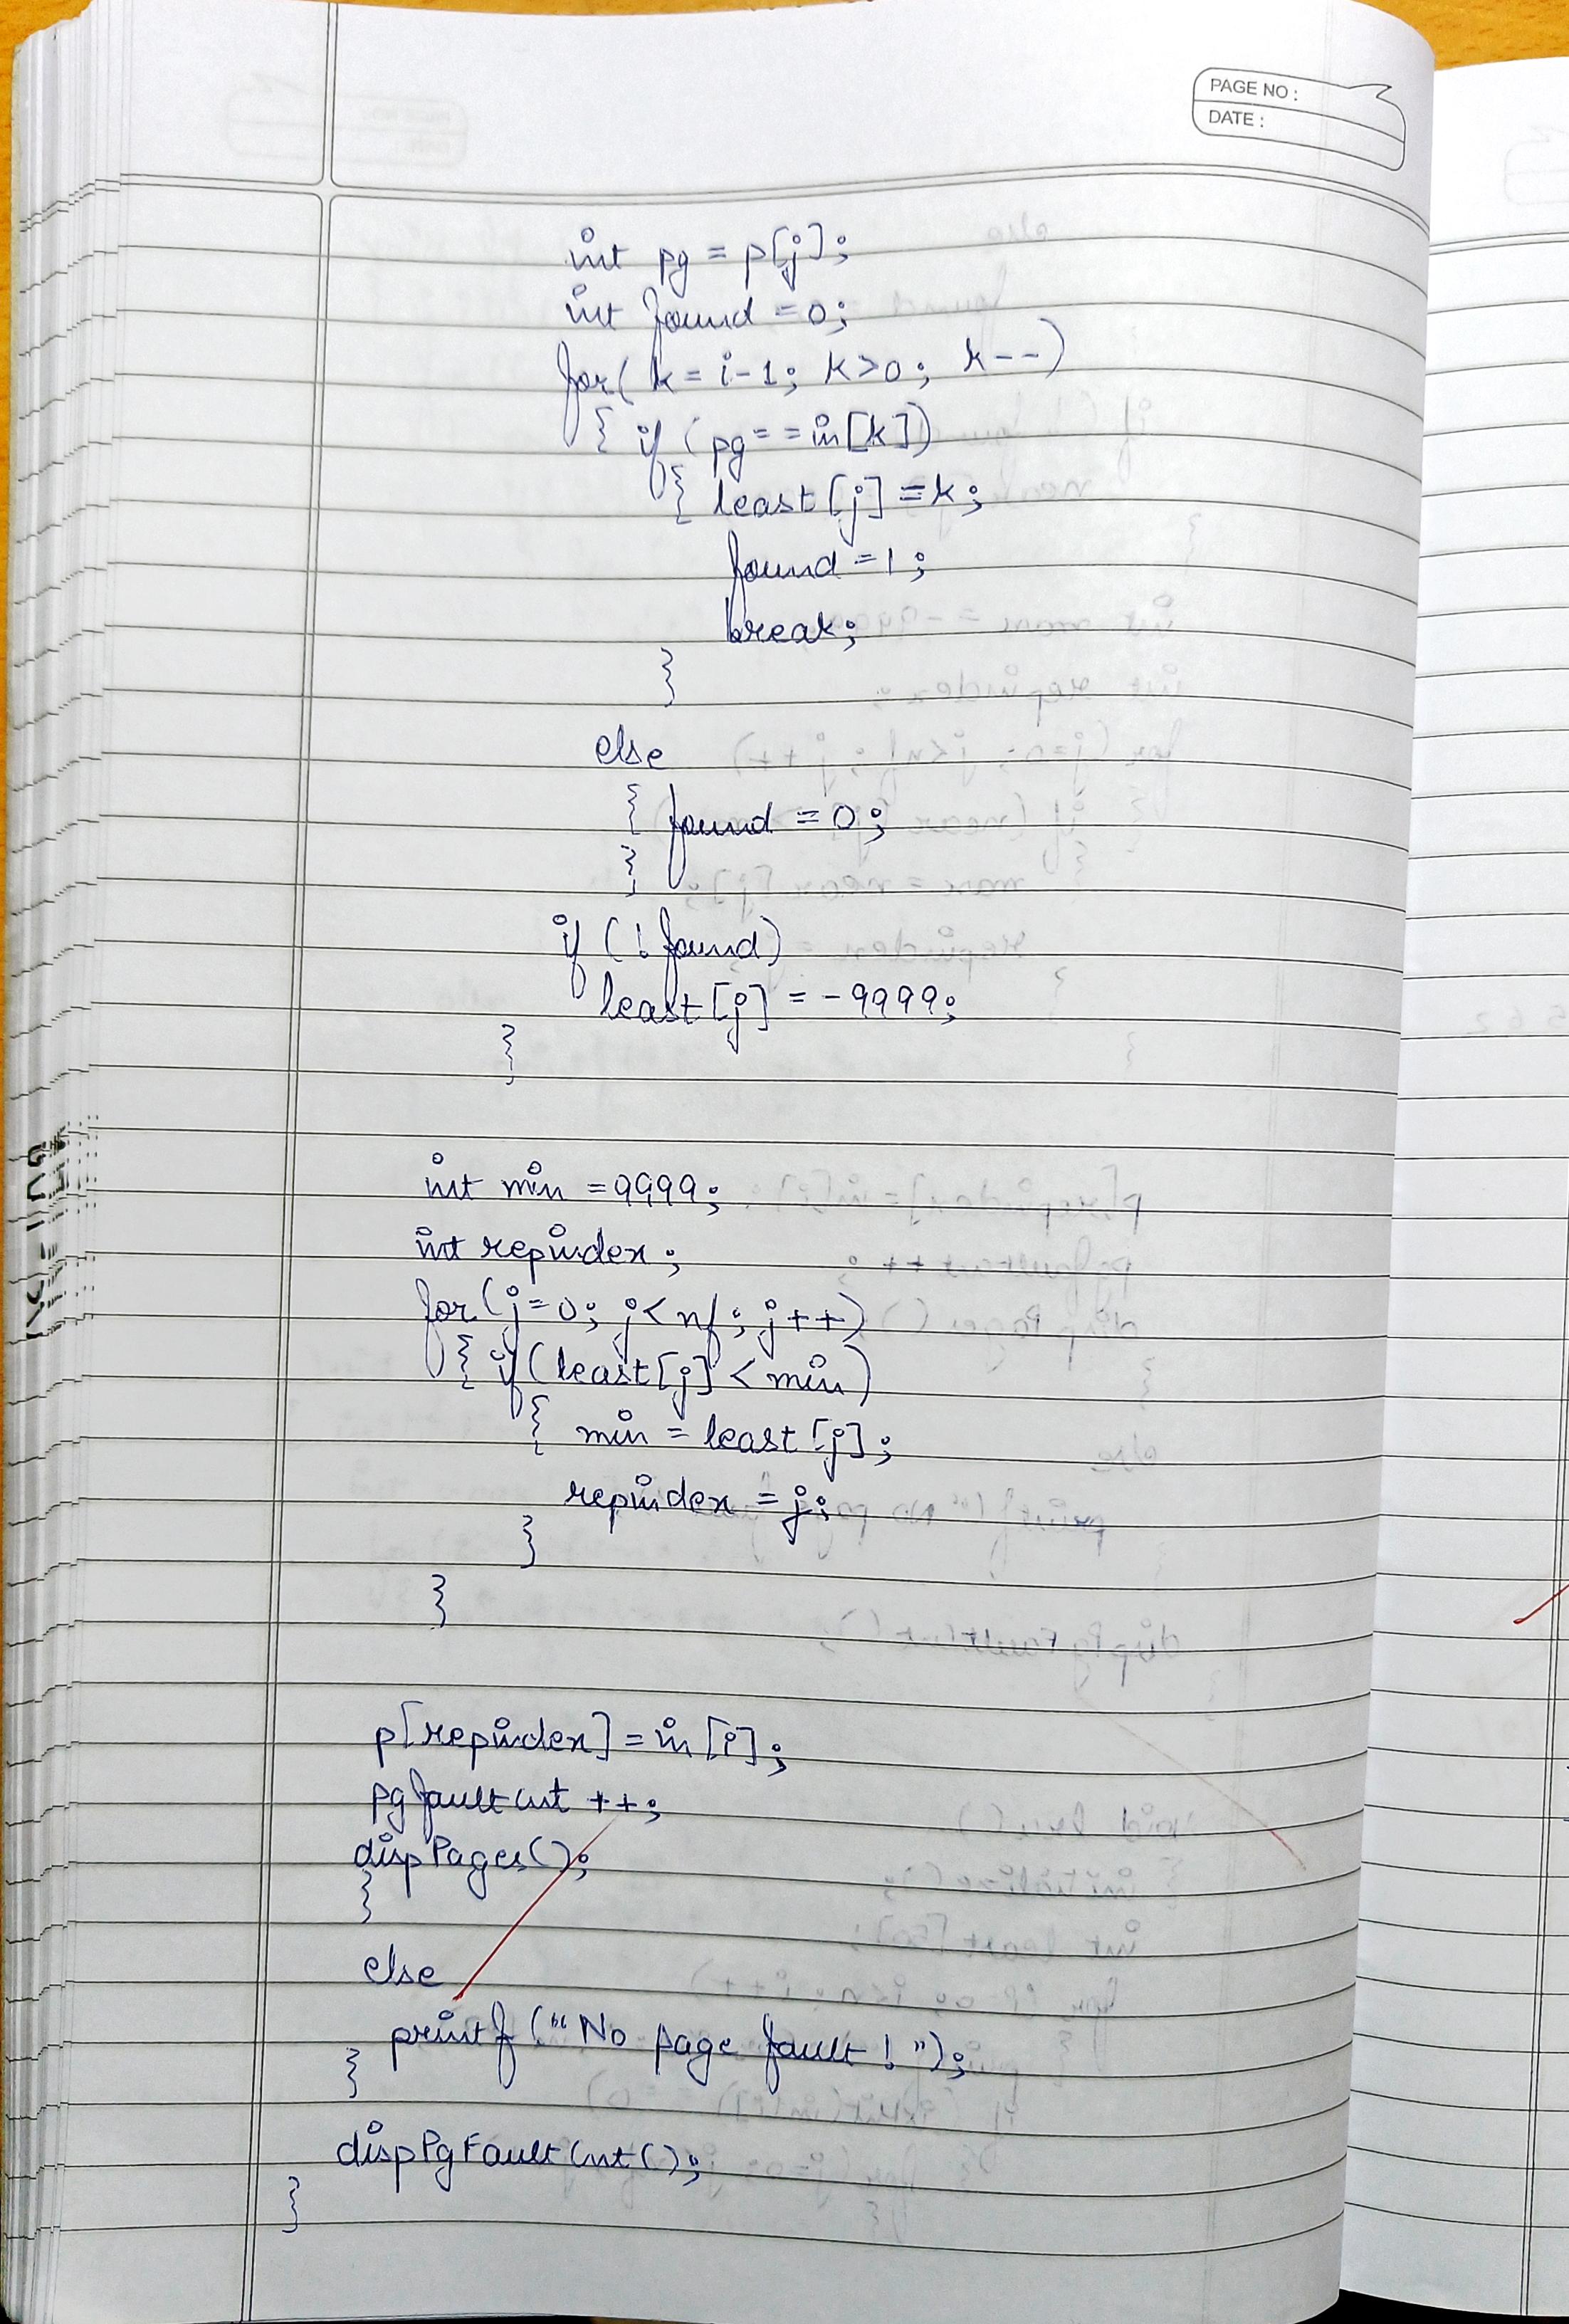 PAGE NO :
DATE :
int pg = p[j];
int found = 0;
for( k = i-1; k>0; k--)
{ if (pg==in[k])
{ least[j] = k;
found = 1;
break;
}
else
{ found = 0;
}
if (!found)
least[j] = -9999;
}
int min = 9999;
int repindex;
for(j=0; j<nf; j++)
{ if(least[j] < min)
{ min = least[j];
repindex = j;
}
}
p[repindex] = in[i];
pgfaultcnt ++;
dispPages();
}
else
printf ("No page fault!");
}
dispPgFaultCnt();
}